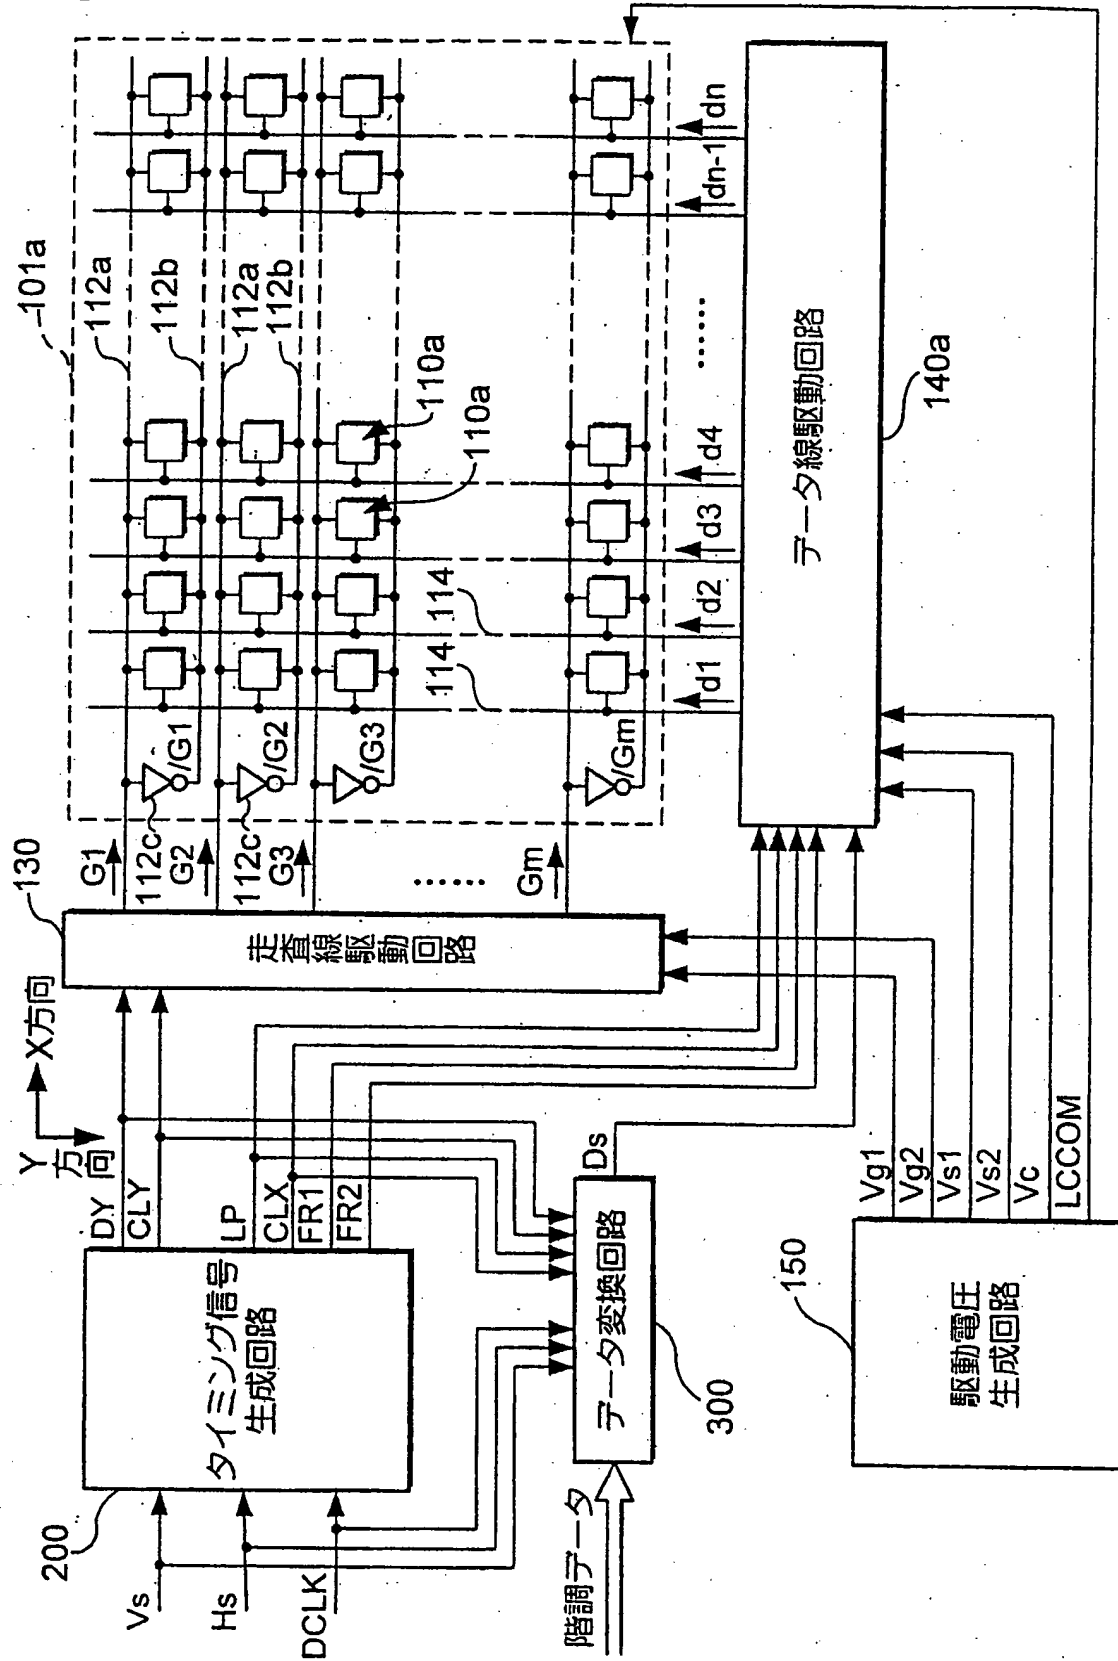 101a
112a
112b
112a
112b
110a
110a
114
114
130
X方向
Y
方
向
G1
112c
G2
112c
G3
......
Gm
/G1
/G2
/G3
/Gm
走査線駆動回路
d1
d2
d3
d4
......
dn-1
dn
データ線駆動回路
140a
DY
CLY
LP
CLX
FR1
FR2
タイミング信号
生成回路
200
Vs
Hs
DCLK
階調データ
データ変換回路
300
Ds
150
駆動電圧
生成回路
Vg1
Vg2
Vs1
Vs2
Vc
LCCOM